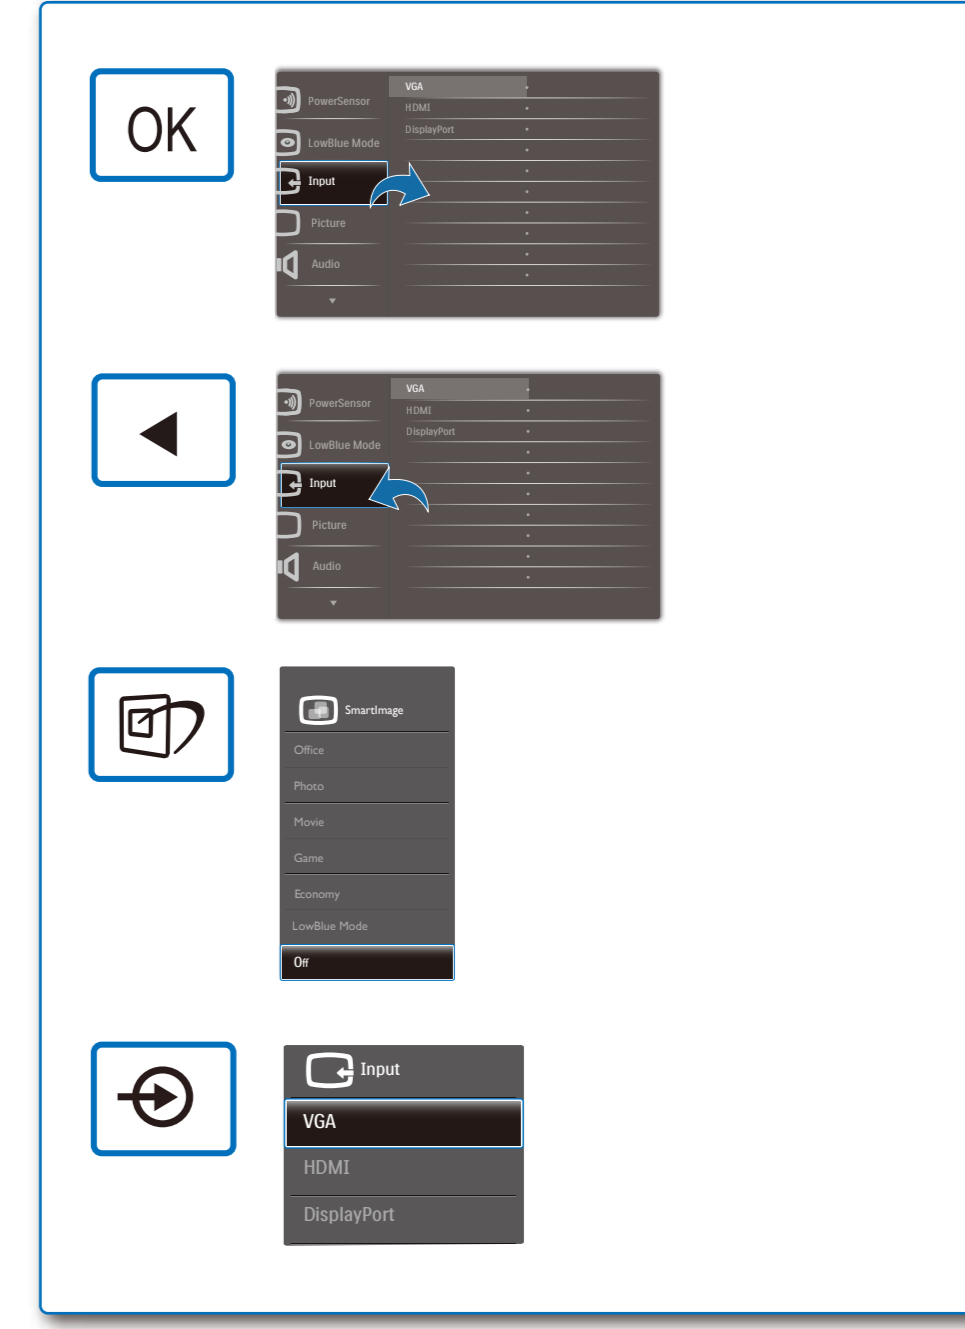 OK
PowerSensor
LowBlue Mode
Input
Picture
Audio
VGA
HDMI
DisplayPort
PowerSensor
LowBlue Mode
Input
Picture
Audio
VGA
HDMI
DisplayPort
SmartImage
Office
Photo
Movie
Game
Economy
LowBlue Mode
Off
Input
VGA
HDMI
DisplayPort